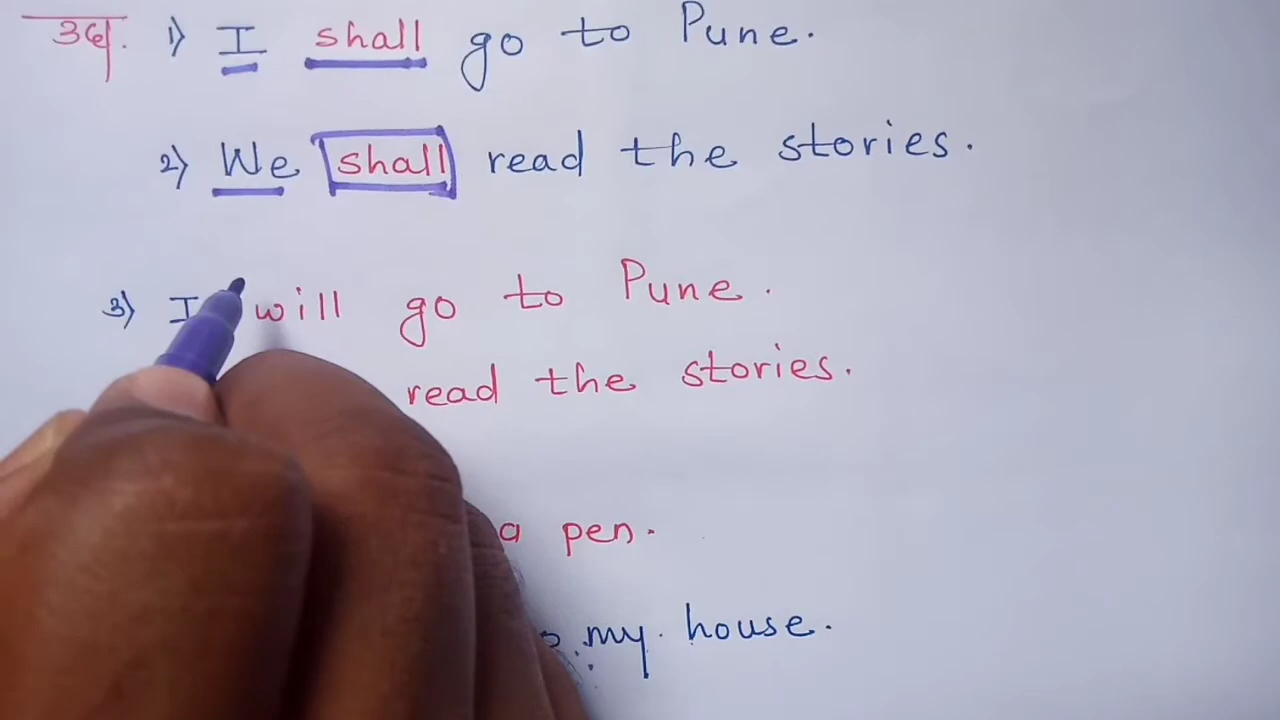 उदा. 1) I shall go to Pune.
2) We shall read the stories.
3) I will go to Pune.
read the stories.
a pen.
my house.